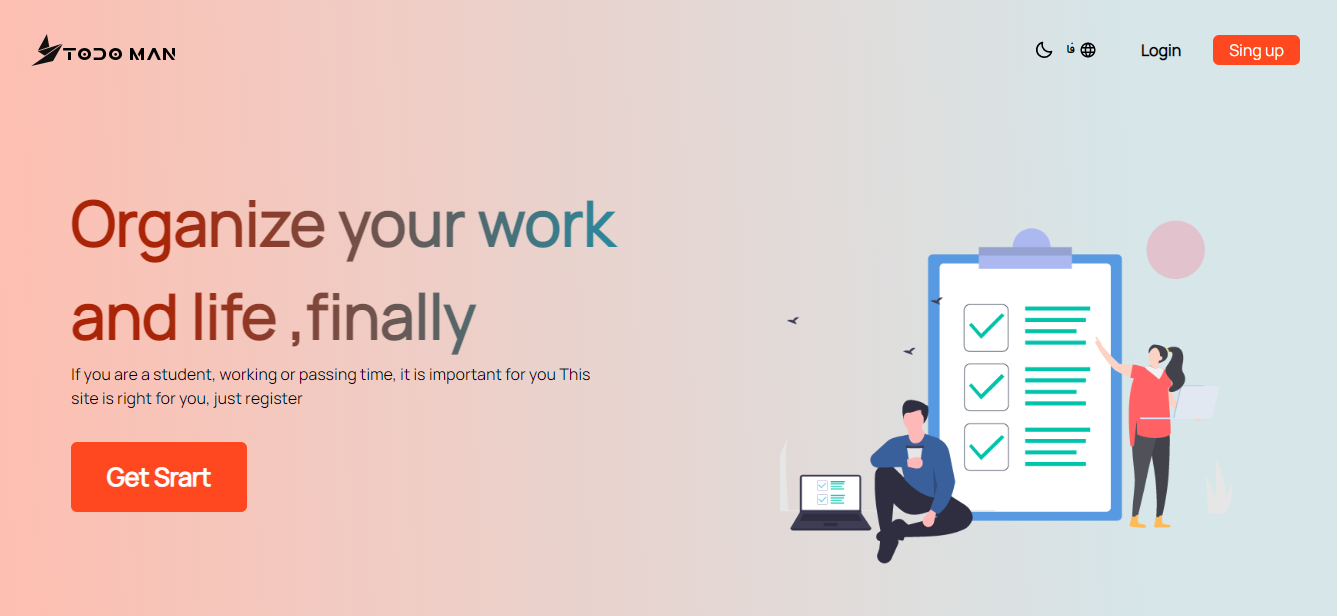 TODO MAN
فا
Login
Sing up
Organize your work
and life ,finally
If you are a student, working or passing time, it is important for you This
site is right for you, just register
Get Srart